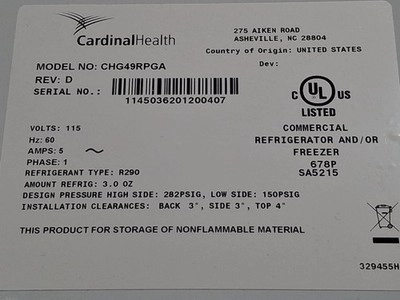 CardinalHealth
275 AIKEN ROAD
ASHEVILLE, NC 28804
Country of Origin: UNITED STATES
MODEL NO: CHG49RPGA
Dev:
REV: D
SERIAL NO.:
1145036201200407
C UL US
LISTED
VOLTS: 115
Hz: 60
AMPS: 5 ~
PHASE: 1
COMMERCIAL
REFRIGERATOR AND/OR
FREEZER
678P
SA5215
REFRIGERANT TYPE: R290
AMOUNT REFRIG: 3.0 OZ
DESIGN PRESSURE HIGH SIDE: 282PSIG, LOW SIDE: 150PSIG
INSTALLATION CLEARANCES: BACK 3", SIDE 3", TOP 4"
THIS PRODUCT FOR STORAGE OF NONFLAMMABLE MATERIAL
329455H